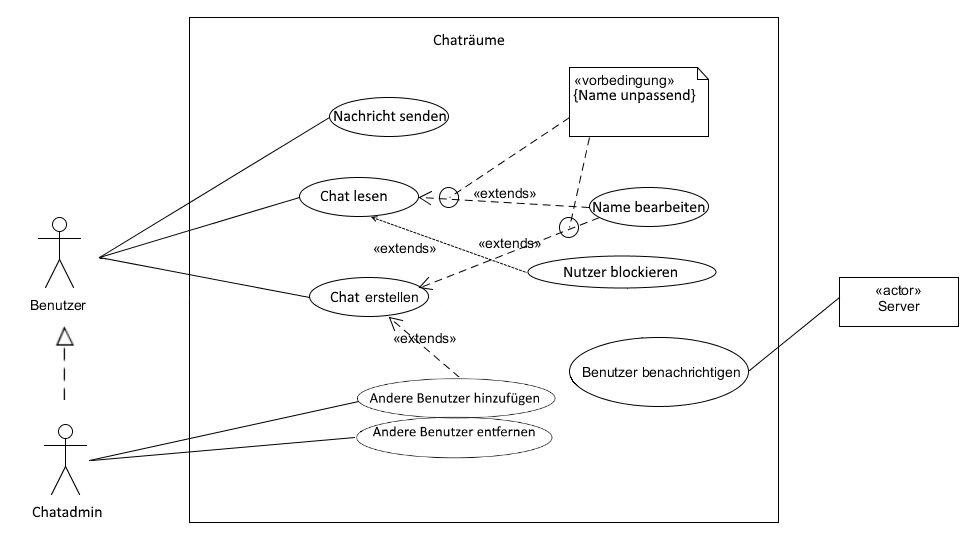 Chaträume
«vorbedingung»
{Name unpassend}
Nachricht senden
Chat lesen
«extends»
Name bearbeiten
«extends»
«extends»
Nutzer blockieren
Benutzer
Chat erstellen
«actor»
Server
«extends»
Benutzer benachrichtigen
Andere Benutzer hinzufügen
Andere Benutzer entfernen
Chatadmin